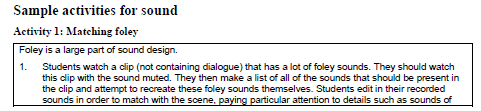 Sample activities for sound
Activity 1: Matching foley
Foley is a large part of sound design.
1. Students watch a clip (not containing dialogue) that has a lot of foley sounds. They should watch
this clip with the sound muted. They then make a list of all of the sounds that should be present in
the clip and attempt to recreate these foley sounds themselves. Students edit in their recorded
sounds in order to match with the scene, paying particular attention to details such as sounds of